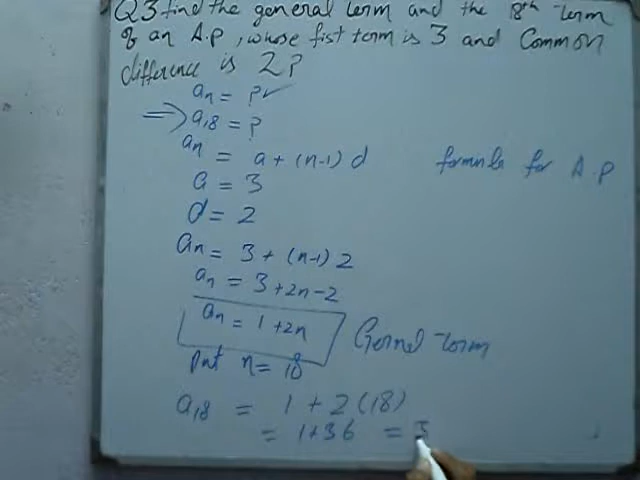 Q3 find the general term and the 18th term
of an A.P, whose fist term is 3 and Common
difference is 2?
an = ?✓
=> a18 = ?
an = a + (n-1) d formula for A.P
a = 3
d = 2
an = 3 + (n-1) 2
an = 3 + 2n - 2
an = 1 + 2n Gernel term
Put n = 18
a18 = 1 + 2 (18)
= 1 + 36 = 3